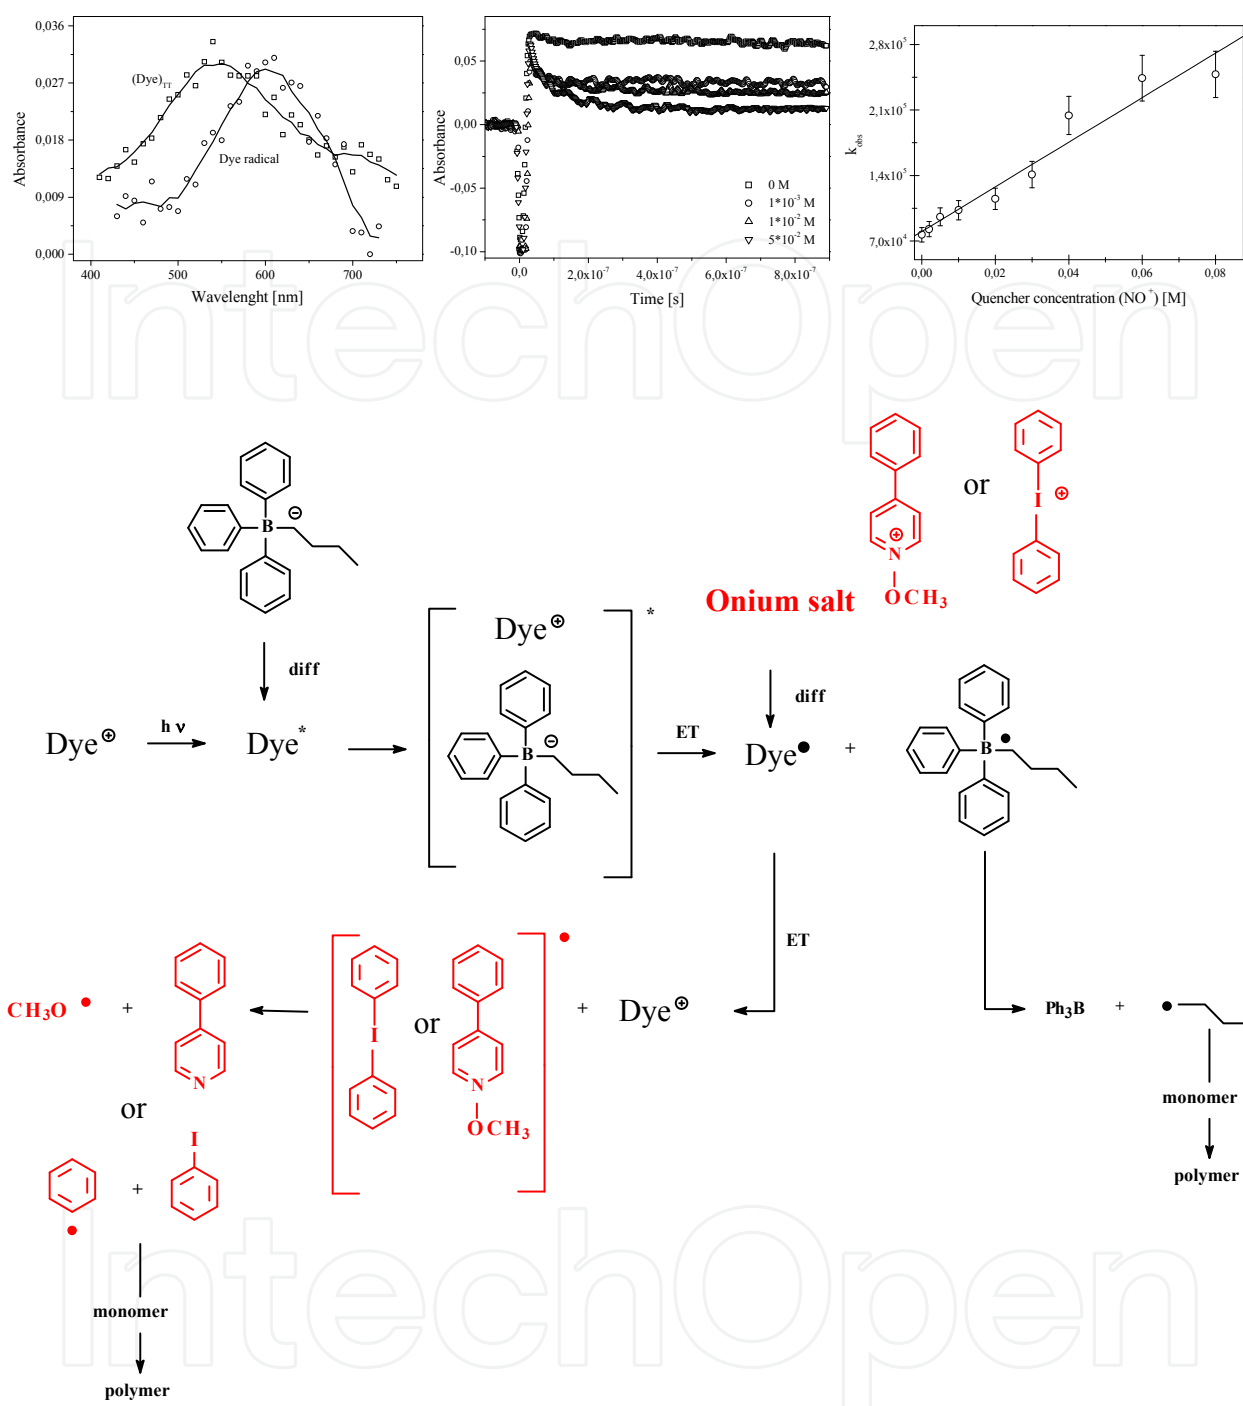 0,036
0,027
0,018
0,009
0,000
Absorbance
(Dye)TT
Dye radical
400
500
600
700
Wavelenght [nm]
0,05
0,00
-0,05
-0,10
Absorbance
0 M
1*10⁻³ M
1*10⁻² M
5*10⁻² M
0,0
2,0x10⁻⁷
4,0x10⁻⁷
6,0x10⁻⁷
8,0x10⁻⁷
Time [s]
2,8x10⁵
2,1x10⁵
1,4x10⁵
7,0x10⁴
kobs
0,00
0,02
0,04
0,06
0,08
Quencher concentration (NO⁺) [M]
IntechOpen
B ⊖
or
I ⊕
⊕
N
OCH3
Onium salt
diff
Dye⊕
*
B ⊖
diff
Dye⊕
h ν
Dye*
ET
Dye•
+
B •
ET
CH3O •
+
N
or
I
+
I
or
N
OCH3
•
+
Dye⊕
Ph3B
+
•
monomer
polymer
monomer
polymer
IntechOpen